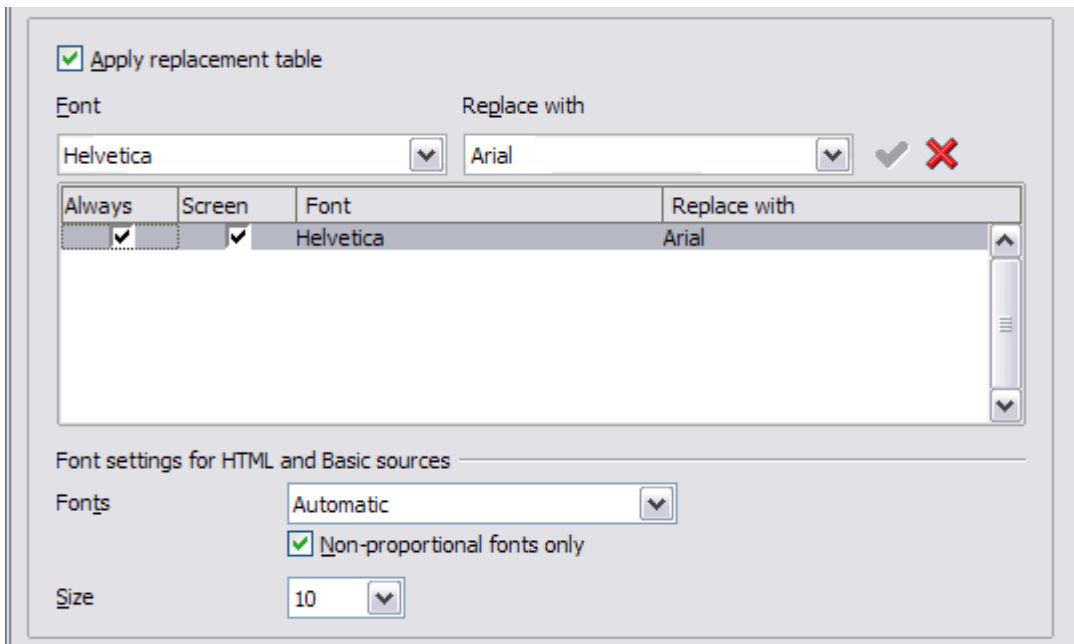 Apply replacement table
Font Replace with
Helvetica Arial
Always Screen Font Replace with
Helvetica Arial
Font settings for HTML and Basic sources
Fonts Automatic
Non-proportional fonts only
Size 10